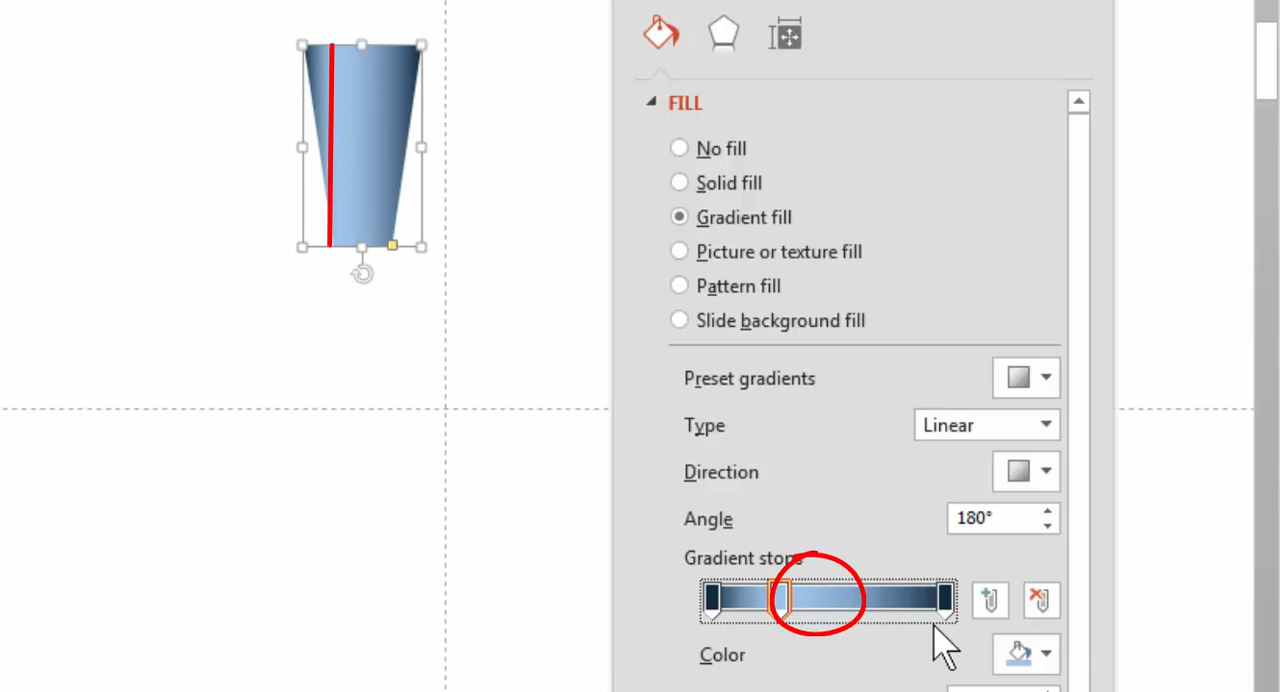 FILL
No fill
Solid fill
Gradient fill
Picture or texture fill
Pattern fill
Slide background fill
Preset gradients
Type Linear
Direction
Angle 180°
Gradient stops
Color